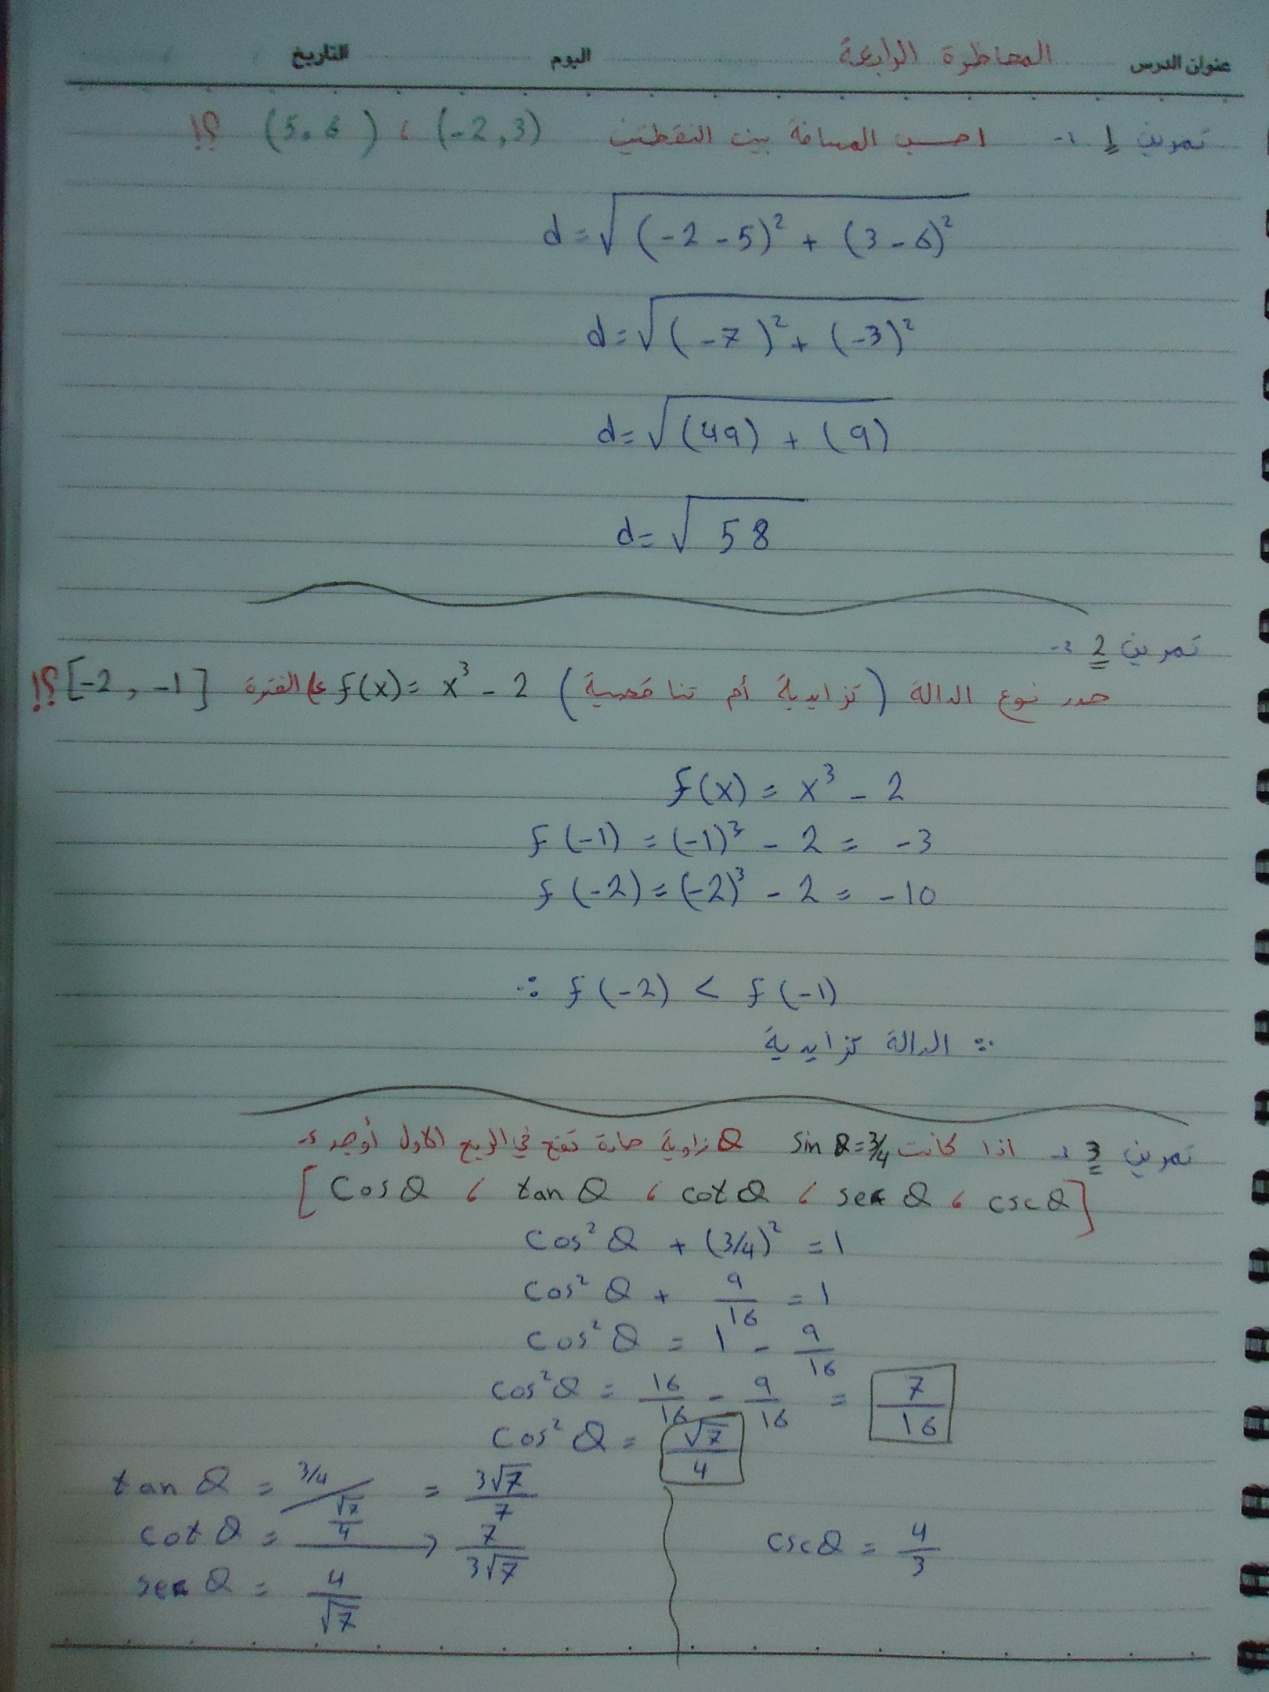 عنوان الدرس المحاظرة الرابعة اليوم التاريخ
تمرين 1 :- احسب المسافة بين النقطتين (-2,3) ، (5,6) ؟!
d = √(-2-5)² + (3-6)²
d = √(-7)² + (-3)²
d = √(49) + (9)
d = √58
تمرين 2 :-
حدد نوع الدالة (تزايدية أم تناقصية) f(x) = x³ - 2 على الفترة [-2, -1] ؟!
f(x) = x³ - 2
f(-1) = (-1)³ - 2 = -3
f(-2) = (-2)³ - 2 = -10
∴ f(-2) < f(-1)
∴ الدالة تزايدية
تمرين 3 :- اذا كانت sin θ = 3/4 θ زاوية حادة تقع في الربع الاول أوجد :-
[Cos θ ، tan θ ، cot θ ، sec θ ، csc θ]
cos² θ + (3/4)² = 1
cos² θ + 9/16 = 1
cos² θ = 1 - 9/16
cos² θ = 16/16 - 9/16 = 7/16
cos² θ = √7/4
tan θ = 3/4 / √7/4 = 3√7/7
cot θ = → 7/3√7 csc θ = 4/3
sec θ = 4/√7